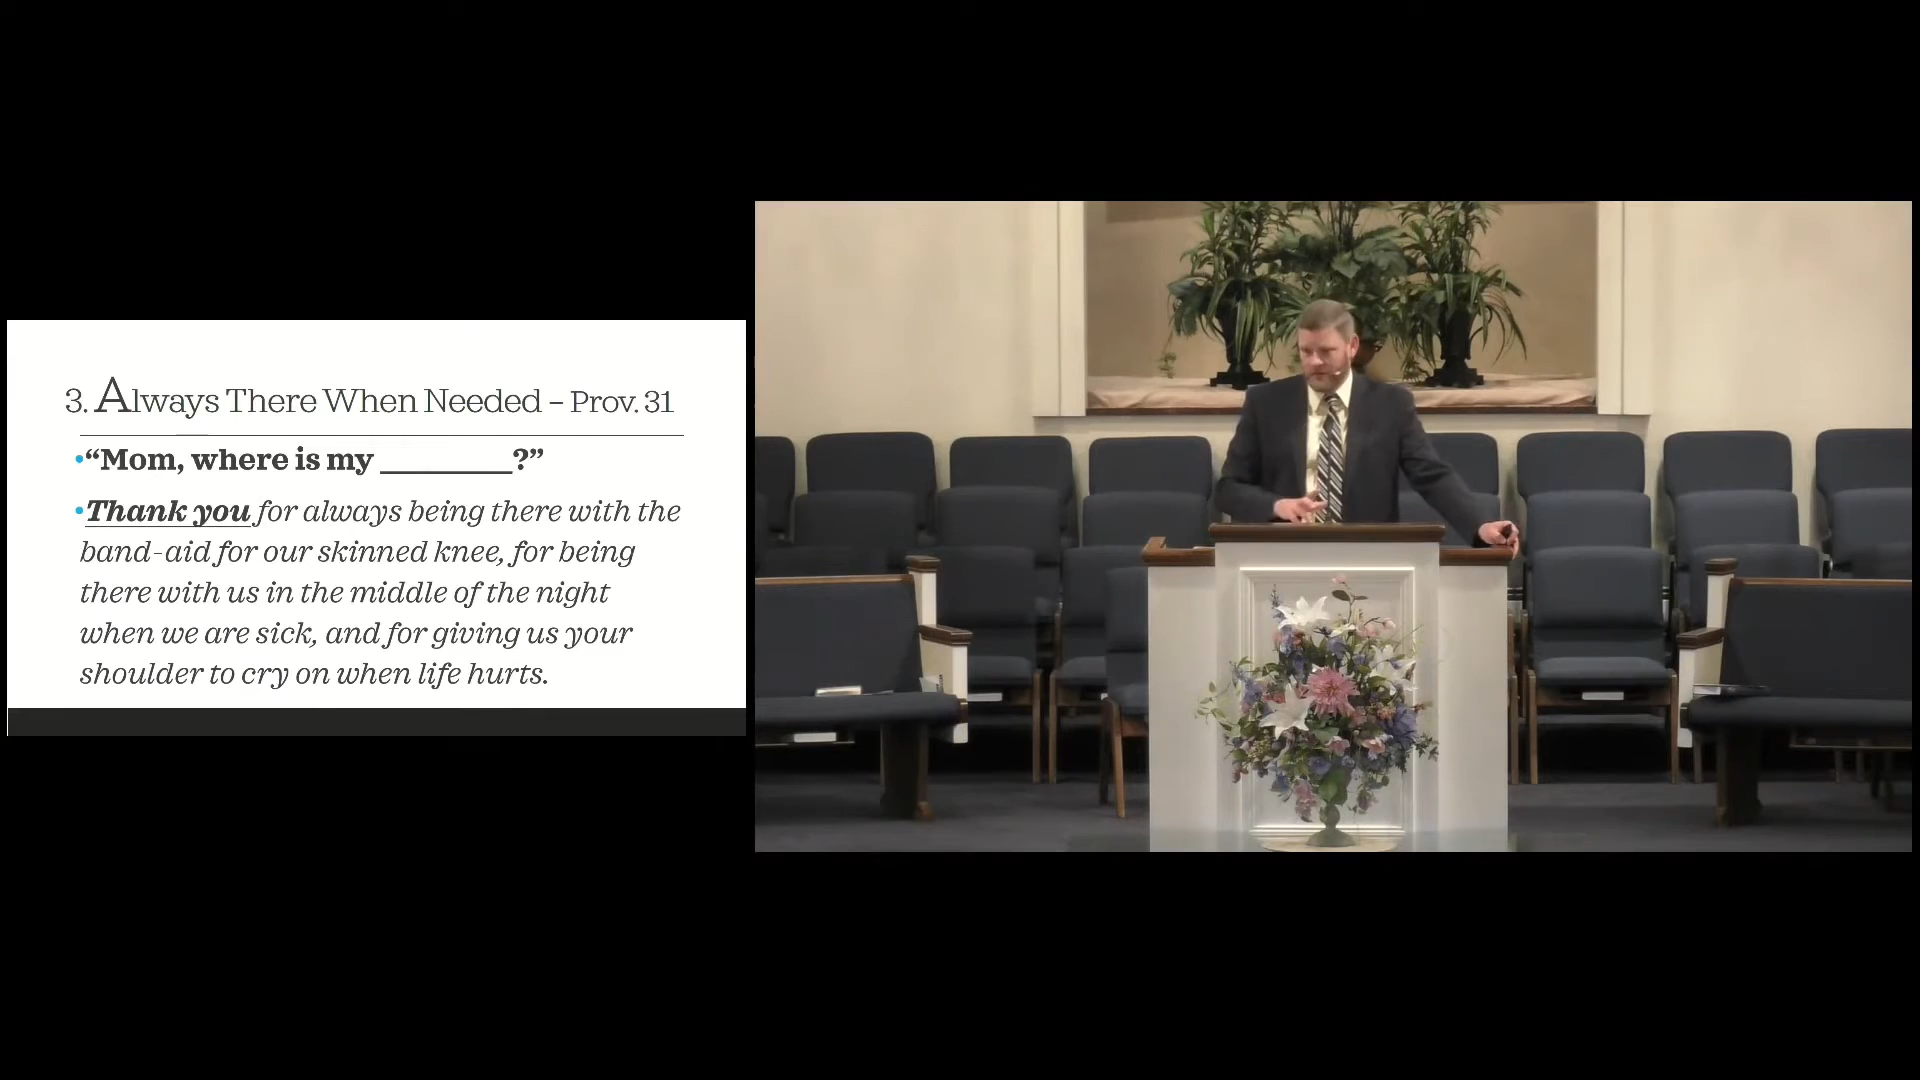 3. Always There When Needed – Prov. 31
•“Mom, where is my ________?”
•Thank you for always being there with the
band-aid for our skinned knee, for being
there with us in the middle of the night
when we are sick, and for giving us your
shoulder to cry on when life hurts.